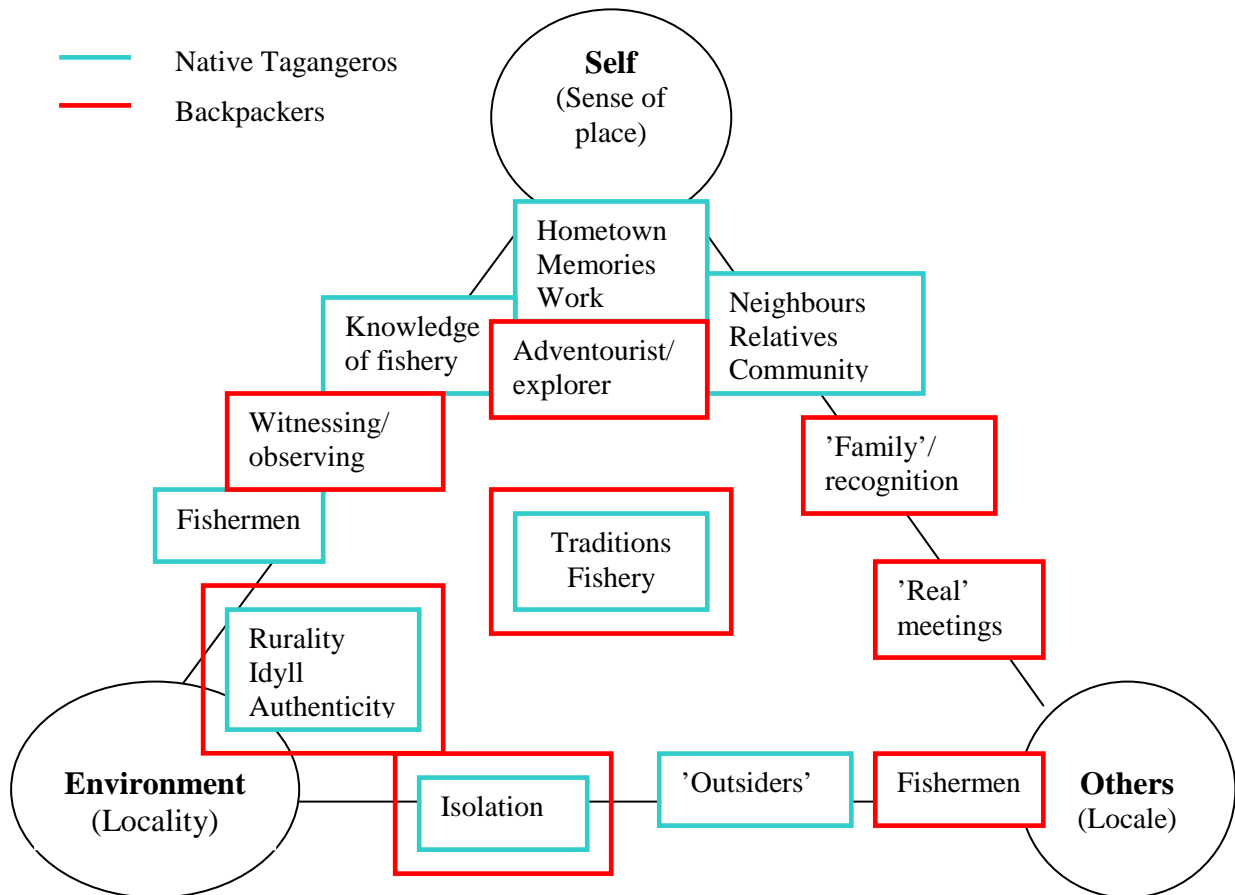 Native Tagangeros
Backpackers
Self
(Sense of
place)
Hometown
Memories
Work
Neighbours
Relatives
Community
Knowledge
of fishery
Adventourist/
explorer
Witnessing/
observing
’Family’/
recognition
Fishermen
Traditions
Fishery
’Real’
meetings
Rurality
Idyll
Authenticity
Environment
(Locality)
Isolation
’Outsiders’
Fishermen
Others
(Locale)